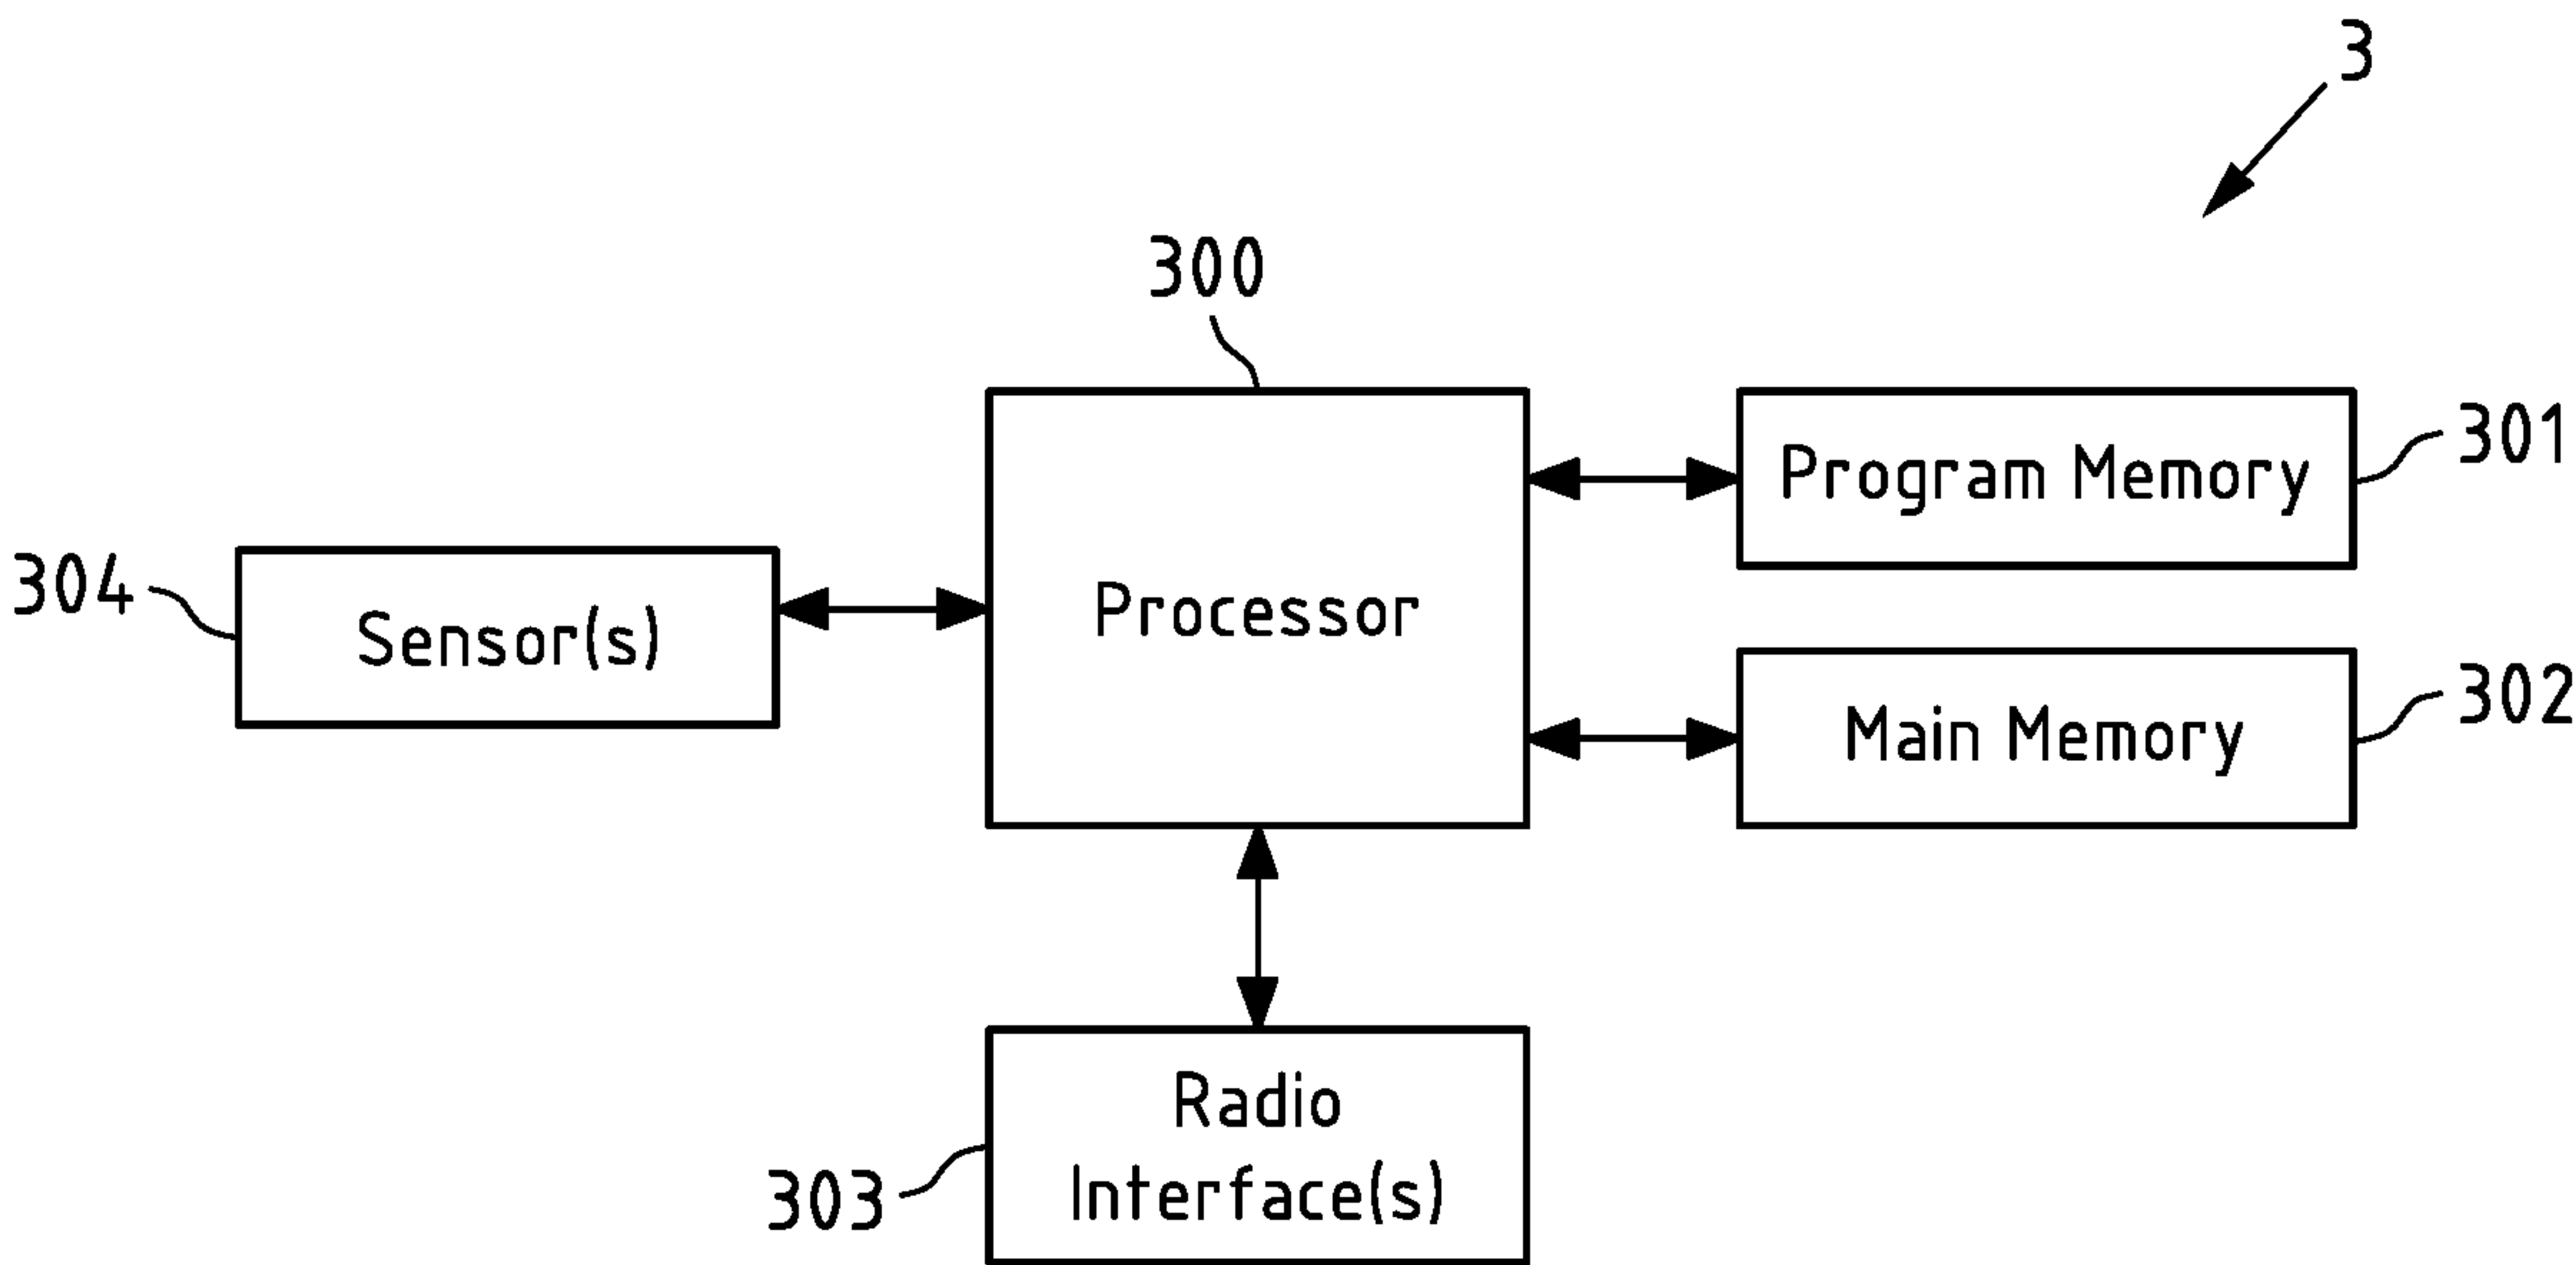 3
300
Program Memory
301
304
Sensor(s)
Processor
Main Memory
302
Radio
Interface(s)
303